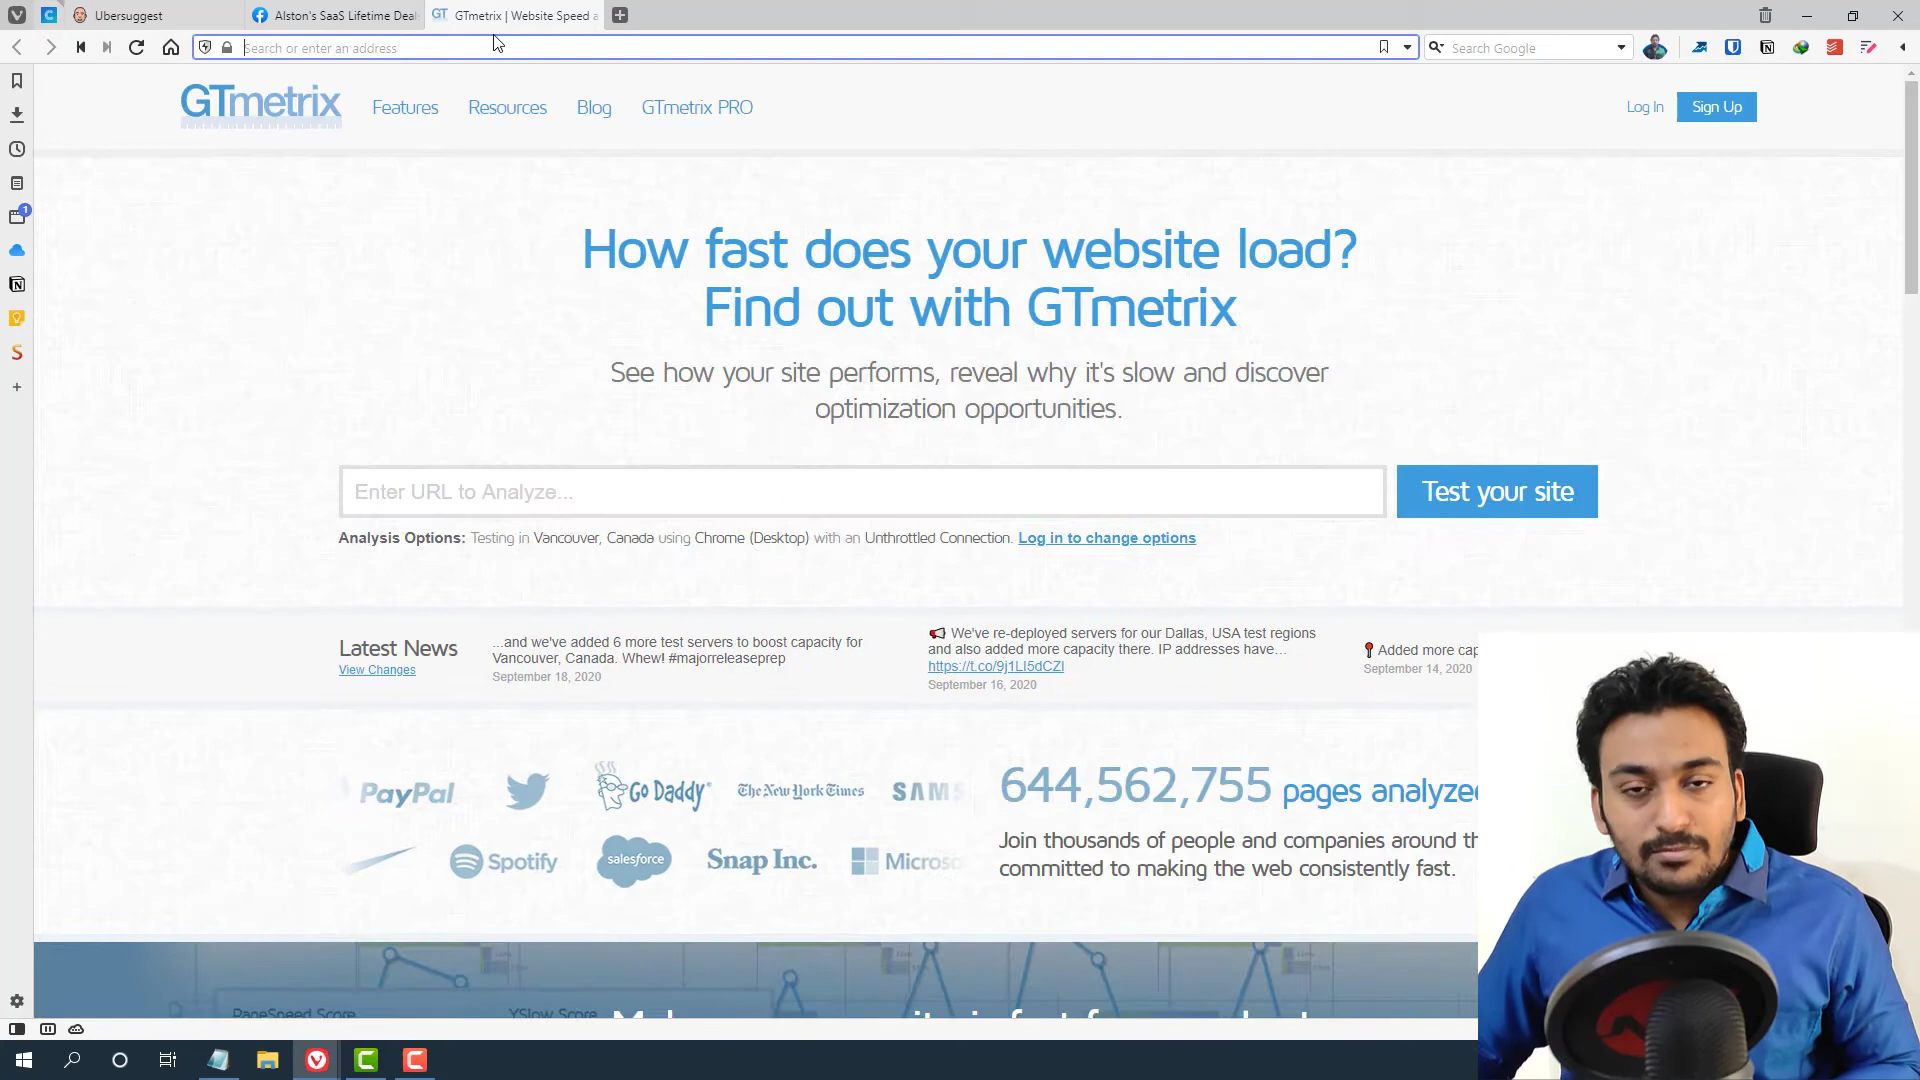 Ubersuggest
Alston's SaaS Lifetime Deal
GTmetrix | Website Speed a
Search or enter an address
Search Google
GTmetrix
Features
Resources
Blog
GTmetrix PRO
Log In
Sign Up
How fast does your website load?
Find out with GTmetrix
See how your site performs, reveal why it's slow and discover
optimization opportunities.
Enter URL to Analyze...
Test your site
Analysis Options: Testing in Vancouver, Canada using Chrome (Desktop) with an Unthrottled Connection. Log in to change options
Latest News
View Changes
...and we've added 6 more test servers to boost capacity for
Vancouver, Canada. Whew! #majorreleaseprep
September 18, 2020
We've re-deployed servers for our Dallas, USA test regions
and also added more capacity there. IP addresses have...
https://t.co/9j1LI5dCZl
September 16, 2020
Added more cap
September 14, 2020
PayPal
GoDaddy
The New York Times
SAMS
Spotify
salesforce
Snap Inc.
Microso
644,562,755 pages analyzed
Join thousands of people and companies around th
committed to making the web consistently fast.
PageSpeed Score
YSlow Score